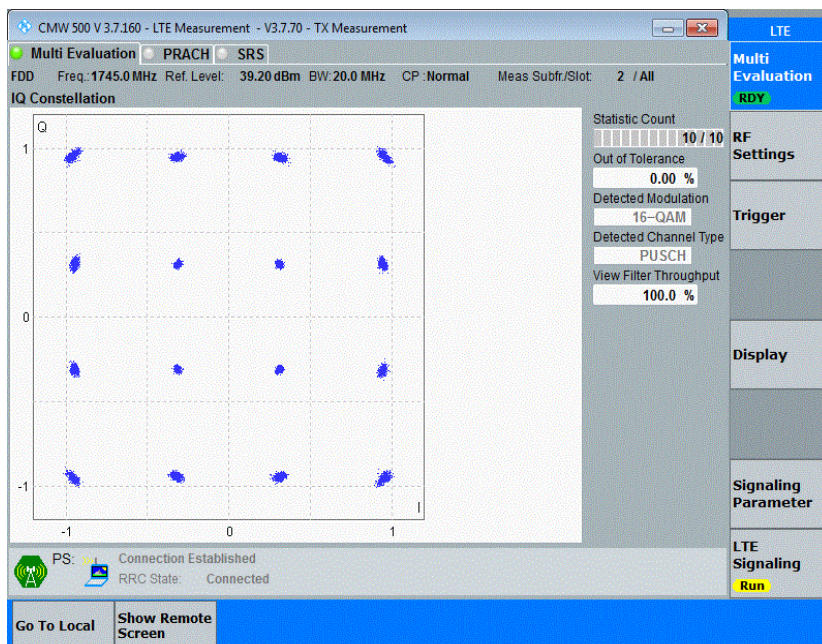 CMW 500 V 3.7.160 - LTE Measurement - V3.7.70 - TX Measurement
LTE
Multi Evaluation PRACH SRS
Multi
Evaluation
RDY
FDD Freq.: 1745.0 MHz Ref. Level: 39.20 dBm BW: 20.0 MHz CP : Normal Meas Subfr./Slot: 2 / All
IQ Constellation
Q
1
0
-1
-1
0
1
I
Statistic Count
10 / 10
Out of Tolerance
0.00 %
Detected Modulation
16-QAM
Detected Channel Type
PUSCH
View Filter Throughput
100.0 %
RF
Settings
Trigger
Display
Signaling
Parameter
LTE
Signaling
Run
PS: Connection Established
RRC State: Connected
Go To Local
Show Remote
Screen